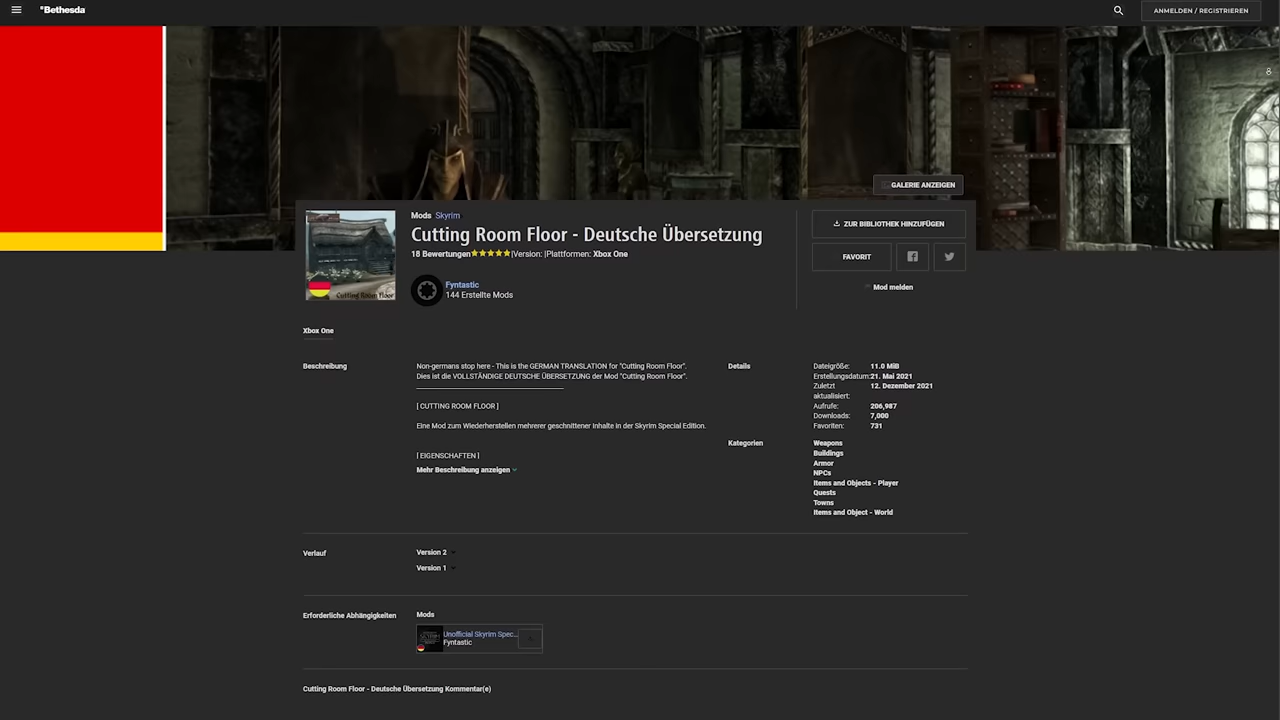 Bethesda
ANMELDEN / REGISTRIEREN
GALERIE ANZEIGEN
Mods Skyrim
Cutting Room Floor - Deutsche Übersetzung
18 Bewertungen |Version: |Plattformen: Xbox One
Fyntastic
144 Erstellte Mods
ZUR BIBLIOTHEK HINZUFÜGEN
FAVORIT
Mod melden
Cutting Room Floor
Xbox One
Beschreibung
Non-germans stop here - This is the GERMAN TRANSLATION for "Cutting Room Floor".
Dies ist die VOLLSTÄNDIGE DEUTSCHE ÜBERSETZUNG der Mod "Cutting Room Floor".
[ CUTTING ROOM FLOOR ]
Eine Mod zum Wiederherstellen mehrerer geschnittener Inhalte in der Skyrim Special Edition.
[ EIGENSCHAFTEN ]
Mehr Beschreibung anzeigen
Details
Dateigröße: 11.0 MiB
Erstellungsdatum: 21. Mai 2021
Zuletzt aktualisiert: 12. Dezember 2021
Aufrufe: 206,987
Downloads: 7,000
Favoriten: 731
Kategorien
Weapons
Buildings
Armor
NPCs
Items and Objects - Player
Quests
Towns
Items and Object - World
Verlauf
Version 2
Version 1
Erforderliche Abhängigkeiten
Mods
Unofficial Skyrim Spec...
Fyntastic
Cutting Room Floor - Deutsche Übersetzung Kommentar(e)